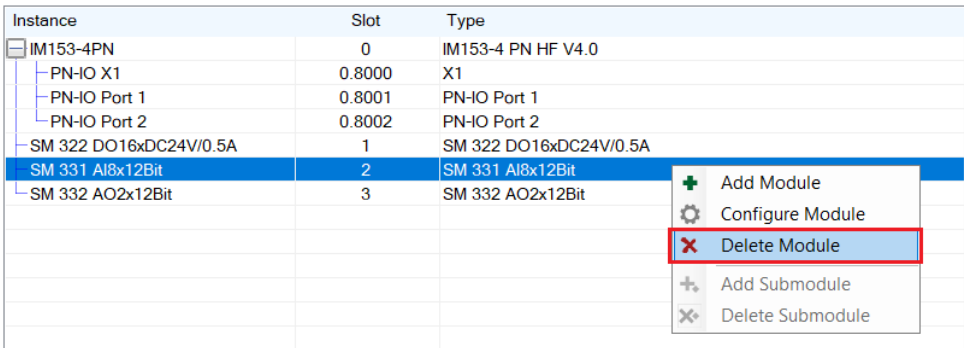 Instance Slot Type
IM153-4PN 0 IM153-4 PN HF V4.0
PN-IO X1 0.8000 X1
PN-IO Port 1 0.8001 PN-IO Port 1
PN-IO Port 2 0.8002 PN-IO Port 2
SM 322 DO16xDC24V/0.5A 1 SM 322 DO16xDC24V/0.5A
SM 331 AI8x12Bit 2 SM 331 AI8x12Bit
SM 332 AO2x12Bit 3 SM 332 AO2x12Bit
Add Module
Configure Module
Delete Module
Add Submodule
Delete Submodule